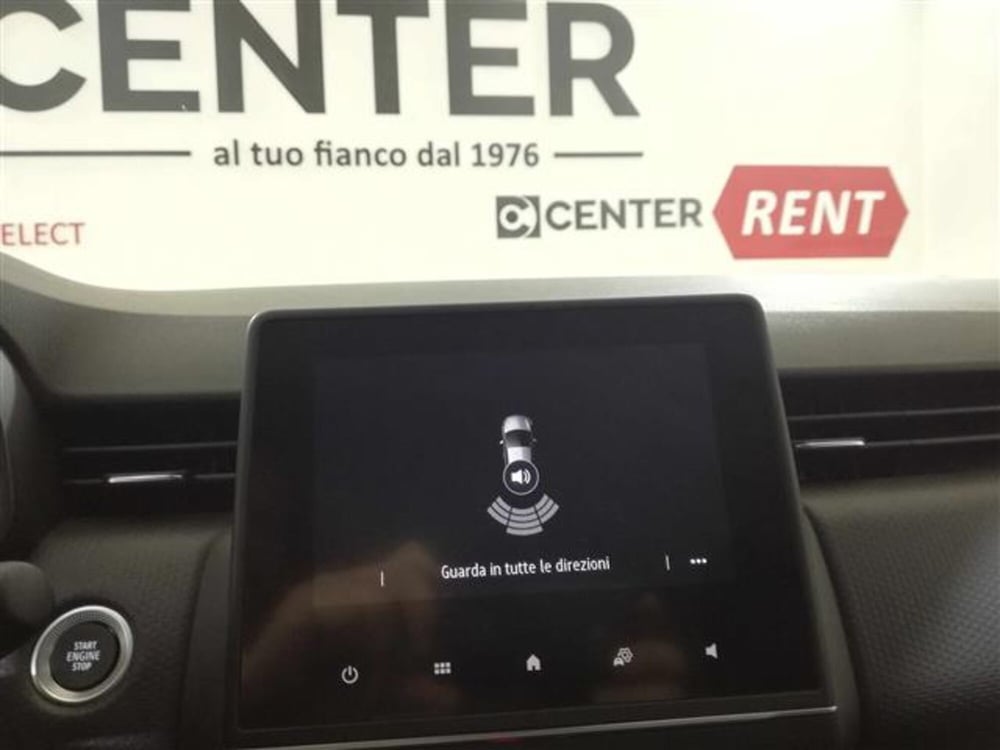 CENTER
al tuo fianco dal 1976
ELECT
CENTER RENT
Guarda in tutte le direzioni
START
ENGINE
STOP